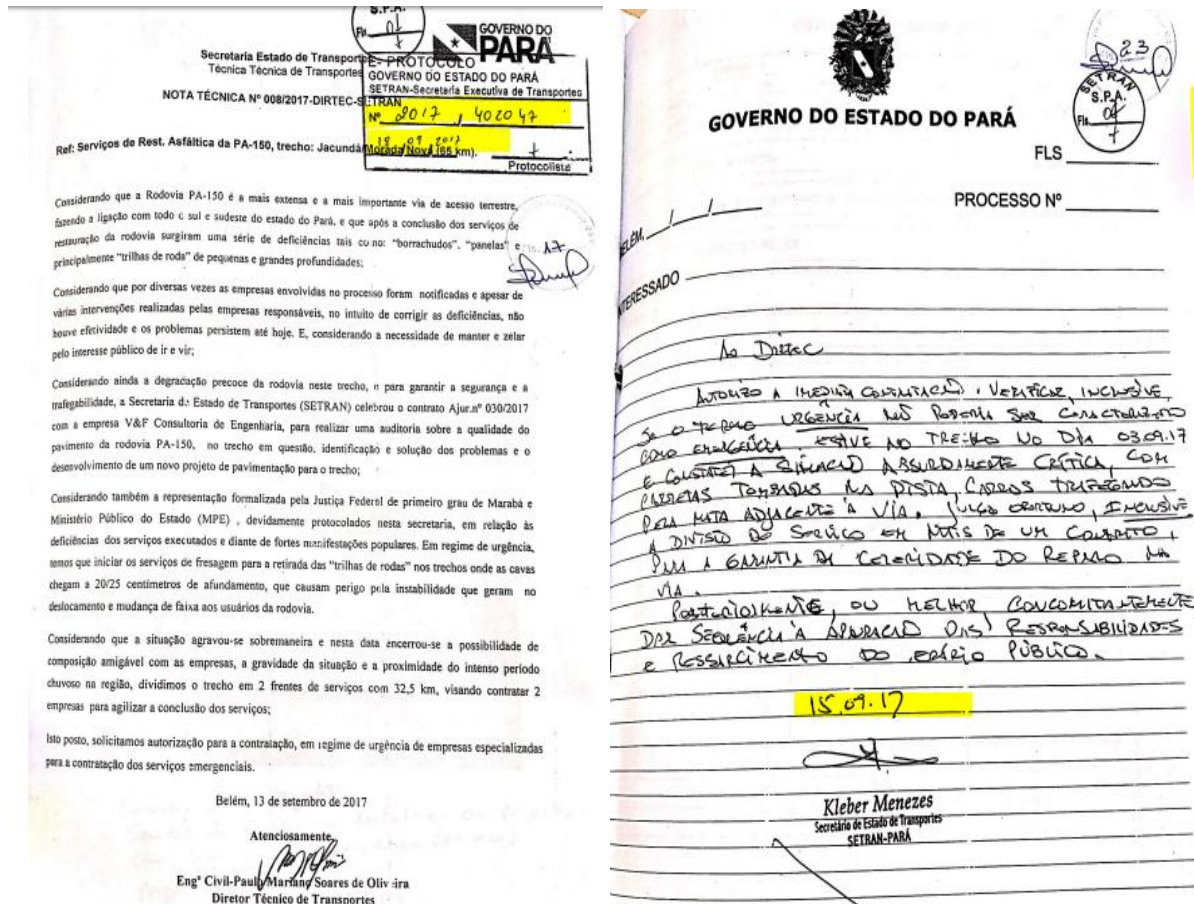 S.P.A.
Fls. 01
GOVERNO DO
PARÁ
Secretaria Estado de Transporte
Técnica Técnica de Transportes
NOTA TÉCNICA Nº 008/2017-DIRTEC-SETRAN
E- PROTOCOLO
GOVERNO DO ESTADO DO PARÁ
SETRAN-Secretaria Executiva de Transportes
Nº 2017 / 402047
18 09 2017
Protocolista
Ref: Serviços de Rest. Asfáltica da PA-150, trecho: Jacundá/Morada Nova (65 km).
Considerando que a Rodovia PA-150 é a mais extensa e a mais importante via de acesso terrestre,
fazendo a ligação com todo o sul e sudeste do estado do Pará, e que após a conclusão dos serviços de
restauração da rodovia surgiram uma série de deficiências tais como: "borrachudos", "panelas" e
principalmente "trilhas de roda" de pequenas e grandes profundidades;
17
Considerando que por diversas vezes as empresas envolvidas no processo foram notificadas e apesar de
várias intervenções realizadas pelas empresas responsáveis, no intuito de corrigir as deficiências, não
houve efetividade e os problemas persistem até hoje. E, considerando a necessidade de manter e zelar
pelo interesse público de ir e vir;
Considerando ainda a degradação precoce da rodovia neste trecho, e para garantir a segurança e a
trafegabilidade, a Secretaria de Estado de Transportes (SETRAN) celebrou o contrato Ajur.nº 030/2017
com a empresa V&F Consultoria de Engenharia, para realizar uma auditoria sobre a qualidade do
pavimento da rodovia PA-150, no trecho em questão, identificação e solução dos problemas e o
desenvolvimento de um novo projeto de pavimentação para o trecho;
Considerando também a representação formalizada pela Justiça Federal de primeiro grau de Marabá e
Ministério Público do Estado (MPE) , devidamente protocolados nesta secretaria, em relação às
deficiências dos serviços executados e diante de fortes manifestações populares. Em regime de urgência,
temos que iniciar os serviços de fresagem para a retirada das "trilhas de rodas" nos trechos onde as cavas
chegam a 20/25 centímetros de afundamento, que causam perigo pela instabilidade que geram no
deslocamento e mudança de faixa aos usuários da rodovia.
Considerando que a situação agravou-se sobremaneira e nesta data encerrou-se a possibilidade de
composição amigável com as empresas, a gravidade da situação e a proximidade do intenso período
chuvoso na região, dividimos o trecho em 2 frentes de serviços com 32,5 km, visando contratar 2
empresas para agilizar a conclusão dos serviços;
Isto posto, solicitamos autorização para a contratação, em regime de urgência de empresas especializadas
para a contratação dos serviços emergenciais.
Belém, 13 de setembro de 2017
Atenciosamente,
Engº Civil-Paulo Mariano Soares de Oliveira
Diretor Técnico de Transportes
23
SETRAN
S.P.A.
Fls.
GOVERNO DO ESTADO DO PARÁ
FLS
PROCESSO Nº
BELÉM, / /
INTERESSADO
Ao Dirtec
AUTORIZO A IMEDIATA CONTRATAÇÃO. VERIFICAR, INCLUSIVE,
SE O TERMO URGÊNCIA NÃO PODERIA SER CARACTERIZADO
COMO EMERGÊNCIA. ESTIVE NO TRECHO NO DIA 03.09.17
E CONSTATEI A SITUAÇÃO ABSURDAMENTE CRÍTICA, COM
CARRETAS TOMBADAS NA PISTA, CARROS TRAFEGANDO
PELA MATA ADJACENTE À VIA. JULGO OPORTUNO, INCLUSIVE,
A DIVISÃO DO SERVIÇO EM MAIS DE UM CONTRATO,
PARA A GARANTIA DA CELERIDADE DO REPARO NA
VIA.
POSTERIORMENTE, OU MELHOR, CONCOMITANTEMENTE
DAR SEQUÊNCIA À APURAÇÃO DAS RESPONSABILIDADES
E RESSARCIMENTO DO ERÁRIO PÚBLICO.
15.09.17
Kleber Menezes
Secretário de Estado de Transportes
SETRAN-PARÁ